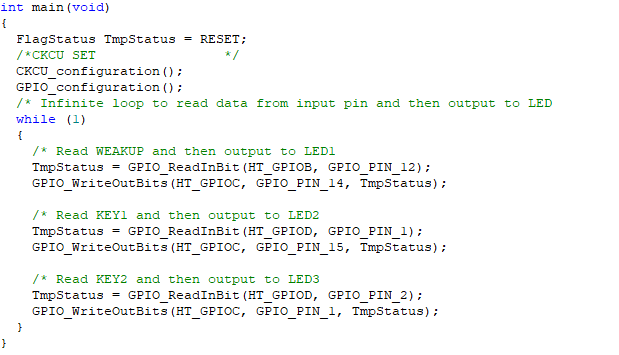 int main(void)
{
  FlagStatus TmpStatus = RESET;
  /*CKCU SET                */
  CKCU_configuration();
  GPIO_configuration();
  /* Infinite loop to read data from input pin and then output to LED
  while (1)
  {
    /* Read WEAKUP and then output to LED1
    TmpStatus = GPIO_ReadInBit(HT_GPIOB, GPIO_PIN_12);
    GPIO_WriteOutBits(HT_GPIOC, GPIO_PIN_14, TmpStatus);

    /* Read KEY1 and then output to LED2
    TmpStatus = GPIO_ReadInBit(HT_GPIOD, GPIO_PIN_1);
    GPIO_WriteOutBits(HT_GPIOC, GPIO_PIN_15, TmpStatus);

    /* Read KEY2 and then output to LED3
    TmpStatus = GPIO_ReadInBit(HT_GPIOD, GPIO_PIN_2);
    GPIO_WriteOutBits(HT_GPIOC, GPIO_PIN_1, TmpStatus);
  }
}